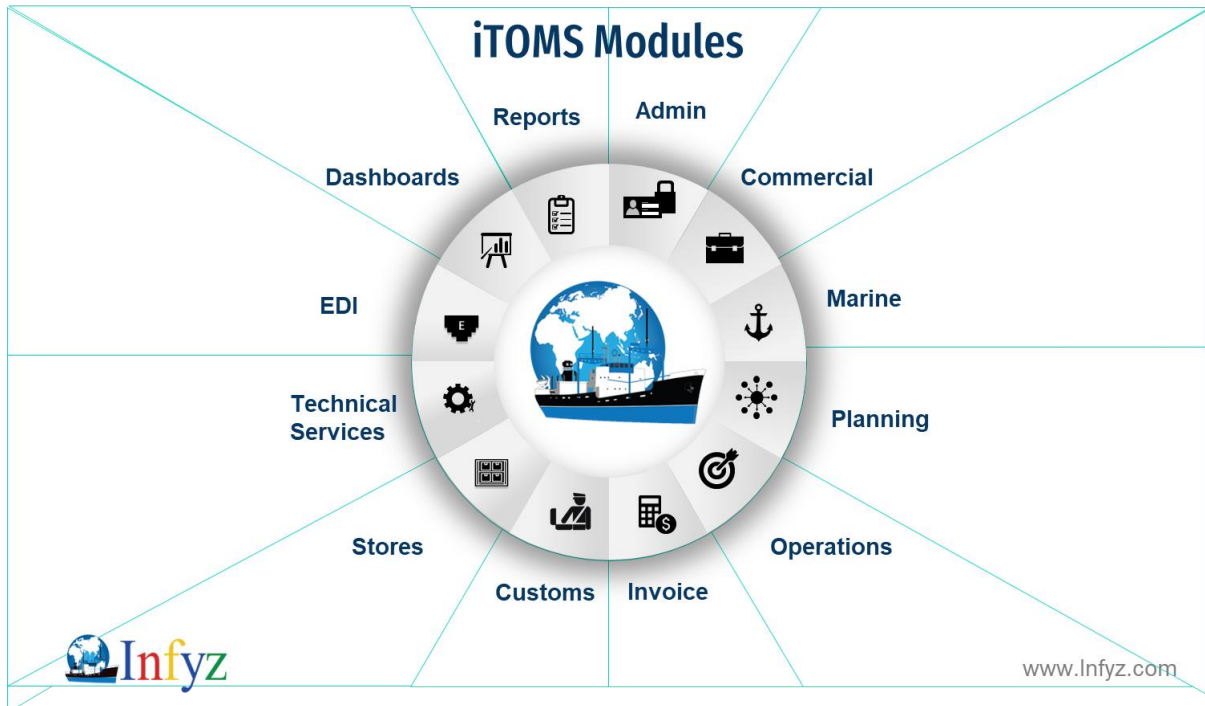 iTOMS Modules
Reports
Admin
Dashboards
Commercial
EDI
Marine
E
Technical
Services
Planning
Stores
Operations
$
Customs
Invoice
Infyz
www.Infyz.com